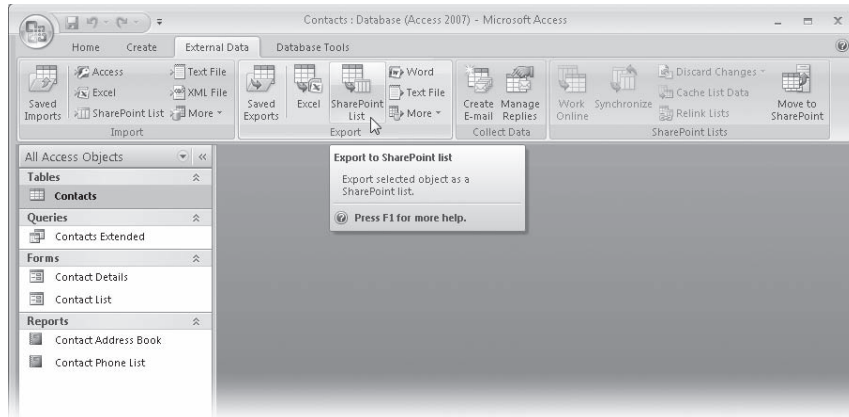 Contacts : Database (Access 2007) - Microsoft Access
Home Create External Data Database Tools
Saved Imports
Access
Excel
SharePoint List
Text File
XML File
More
Import
Saved Exports
Excel
SharePoint List
Word
Text File
More
Export
Create E-mail
Manage Replies
Collect Data
Work Online
Synchronize
Discard Changes
Cache List Data
Relink Lists
Move to SharePoint
SharePoint Lists
All Access Objects
Tables
Contacts
Queries
Contacts Extended
Forms
Contact Details
Contact List
Reports
Contact Address Book
Contact Phone List
Export to SharePoint list
Export selected object as a
SharePoint list.
Press F1 for more help.